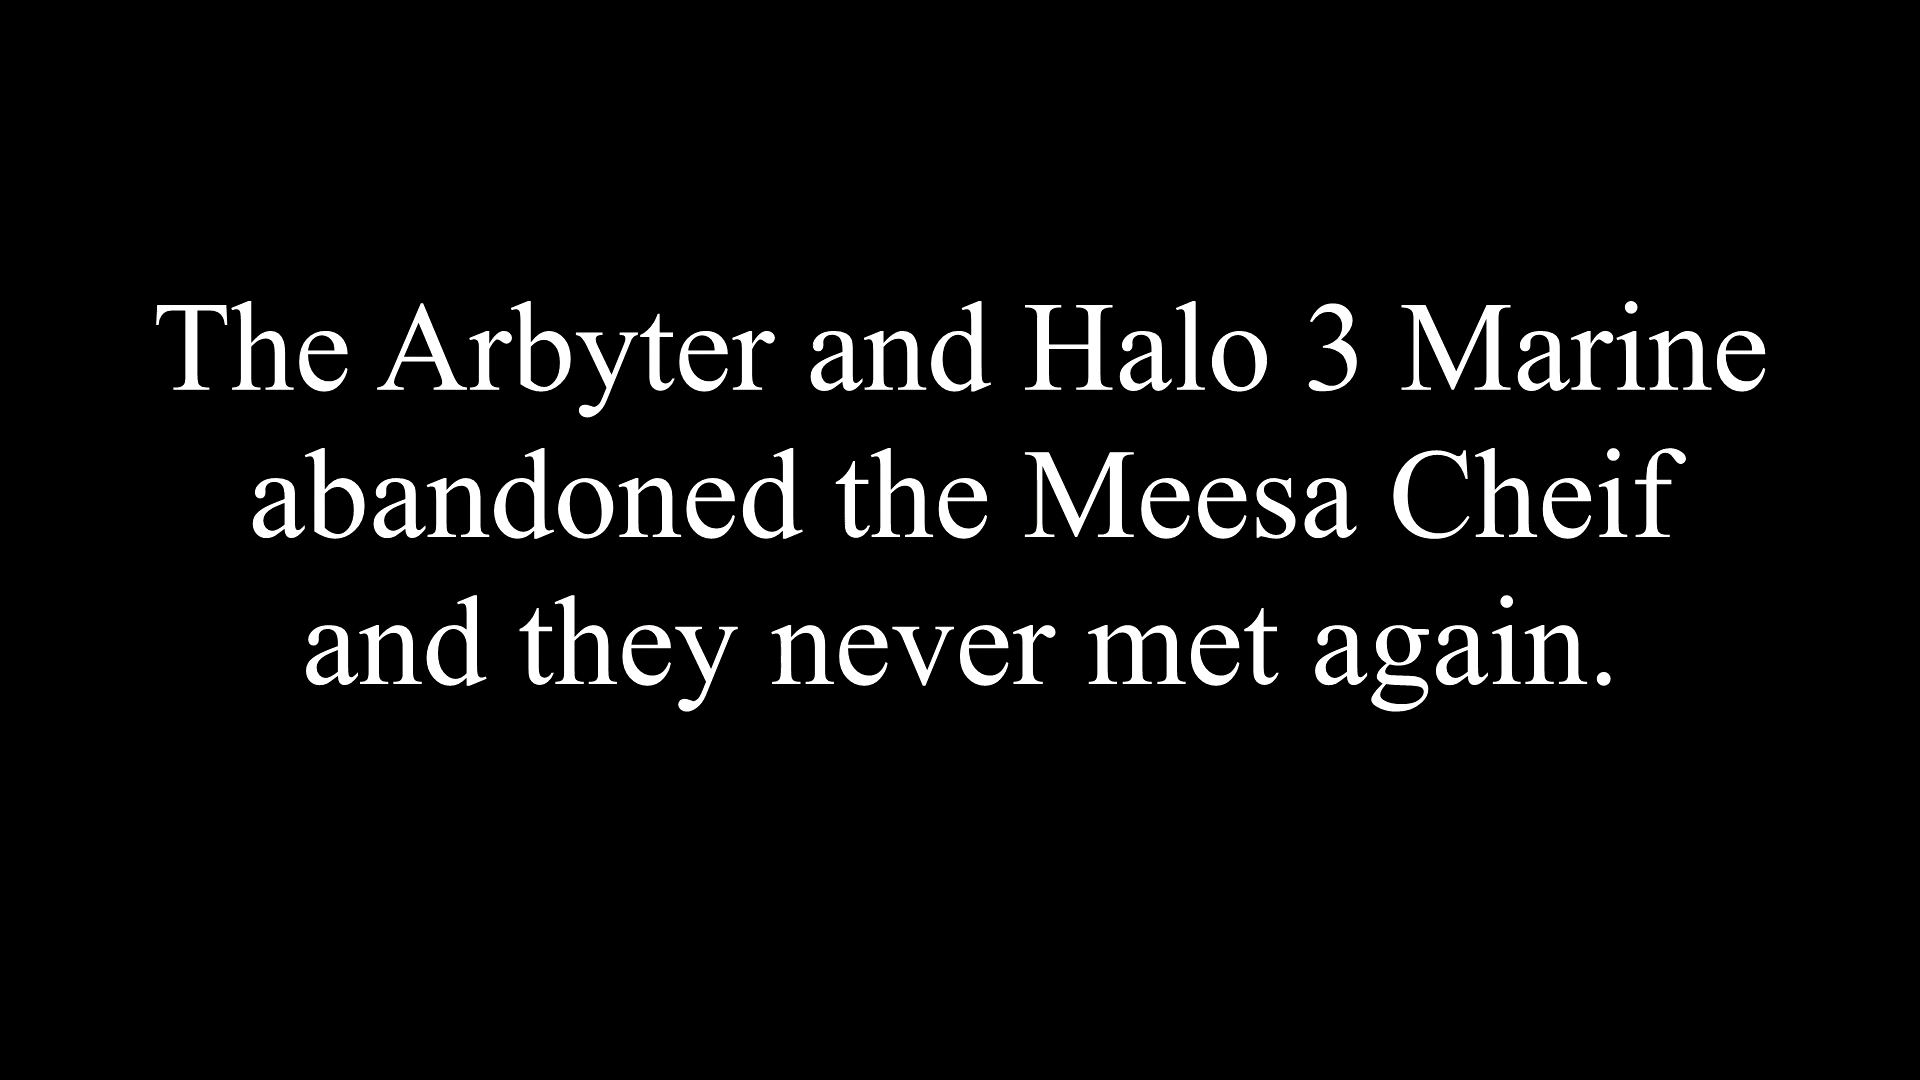 The Arbyter and Halo 3 Marine
abandoned the Meesa Cheif
and they never met again.